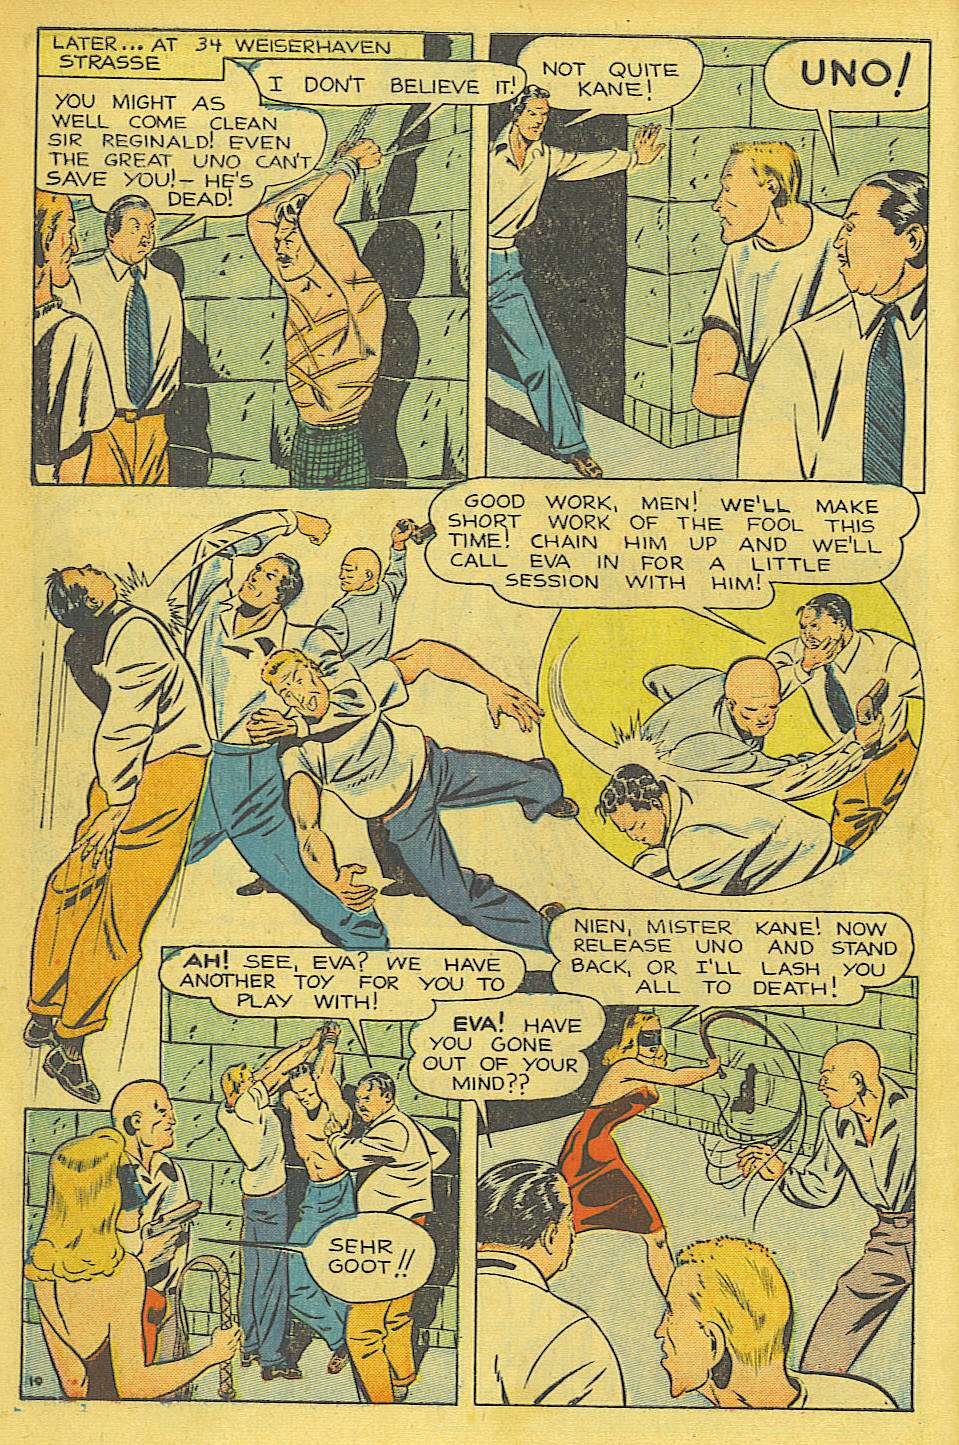 LATER... AT 34 WEISERHAVEN
STRASSE
YOU MIGHT AS
WELL COME CLEAN
SIR REGINALD! EVEN
THE GREAT UNO CAN'T
SAVE YOU!— HE'S
DEAD!
I DON'T BELIEVE IT!
NOT QUITE
KANE!
UNO!
GOOD WORK, MEN! WE'LL MAKE
SHORT WORK OF THE FOOL THIS
TIME! CHAIN HIM UP AND WE'LL
CALL EVA IN FOR A LITTLE
SESSION WITH HIM!
AH! SEE, EVA? WE HAVE
ANOTHER TOY FOR YOU TO
PLAY WITH!
SEHR
GOOT!!
NIEN, MISTER KANE! NOW
RELEASE UNO AND STAND
BACK, OR I'LL LASH YOU
ALL TO DEATH!
EVA! HAVE
YOU GONE
OUT OF YOUR
MIND??
10